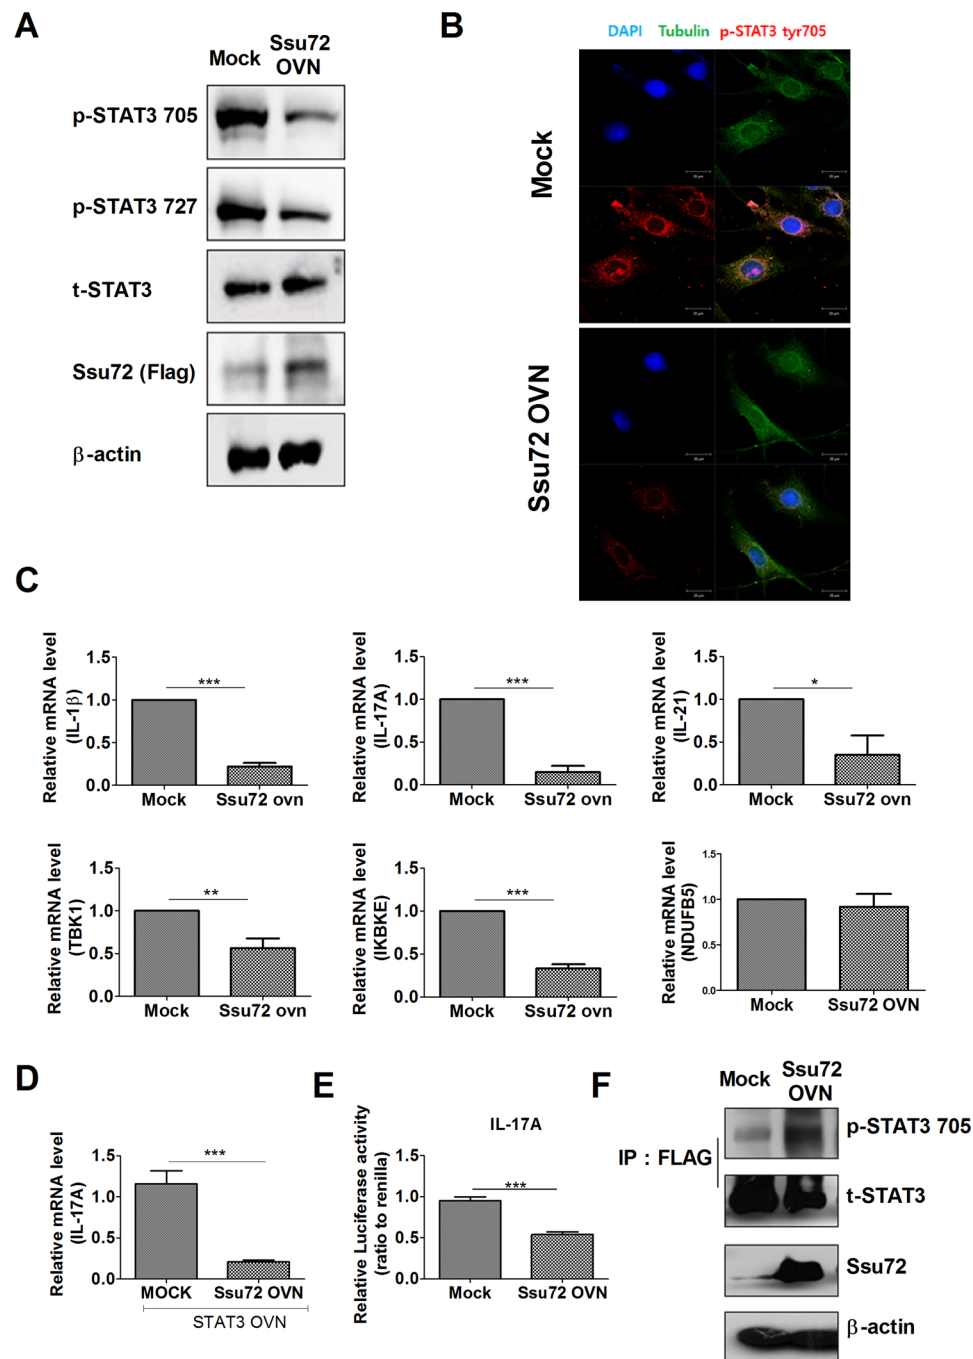 A
Mock
Ssu72
OVN
p-STAT3 705
p-STAT3 727
t-STAT3
Ssu72 (Flag)
β-actin
B
DAPI Tubulin p-STAT3 tyr705
Mock
Ssu72 OVN
C
Relative mRNA level
(IL-1β)
1.5
1.0
0.5
0.0
***
Mock Ssu72 ovn
Relative mRNA level
(IL-17A)
1.5
1.0
0.5
0.0
***
Mock Ssu72 ovn
Relative mRNA level
(IL-21)
1.5
1.0
0.5
0.0
*
Mock Ssu72 ovn
Relative mRNA level
(TBK1)
1.5
1.0
0.5
0.0
**
Mock Ssu72 ovn
Relative mRNA level
(IKBKE)
1.5
1.0
0.5
0.0
***
Mock Ssu72 ovn
Relative mRNA level
(NDUFB5)
1.5
1.0
0.5
0.0
Mock Ssu72 OVN
D
Relative mRNA level
(IL-17A)
1.5
1.0
0.5
0.0
***
MOCK Ssu72 OVN
STAT3 OVN
E
IL-17A
Relative Luciferase activity
(ratio to renilla)
1.5
1.0
0.5
0.0
***
Mock Ssu72 OVN
F
Mock
Ssu72
OVN
IP : FLAG
p-STAT3 705
t-STAT3
Ssu72
β-actin